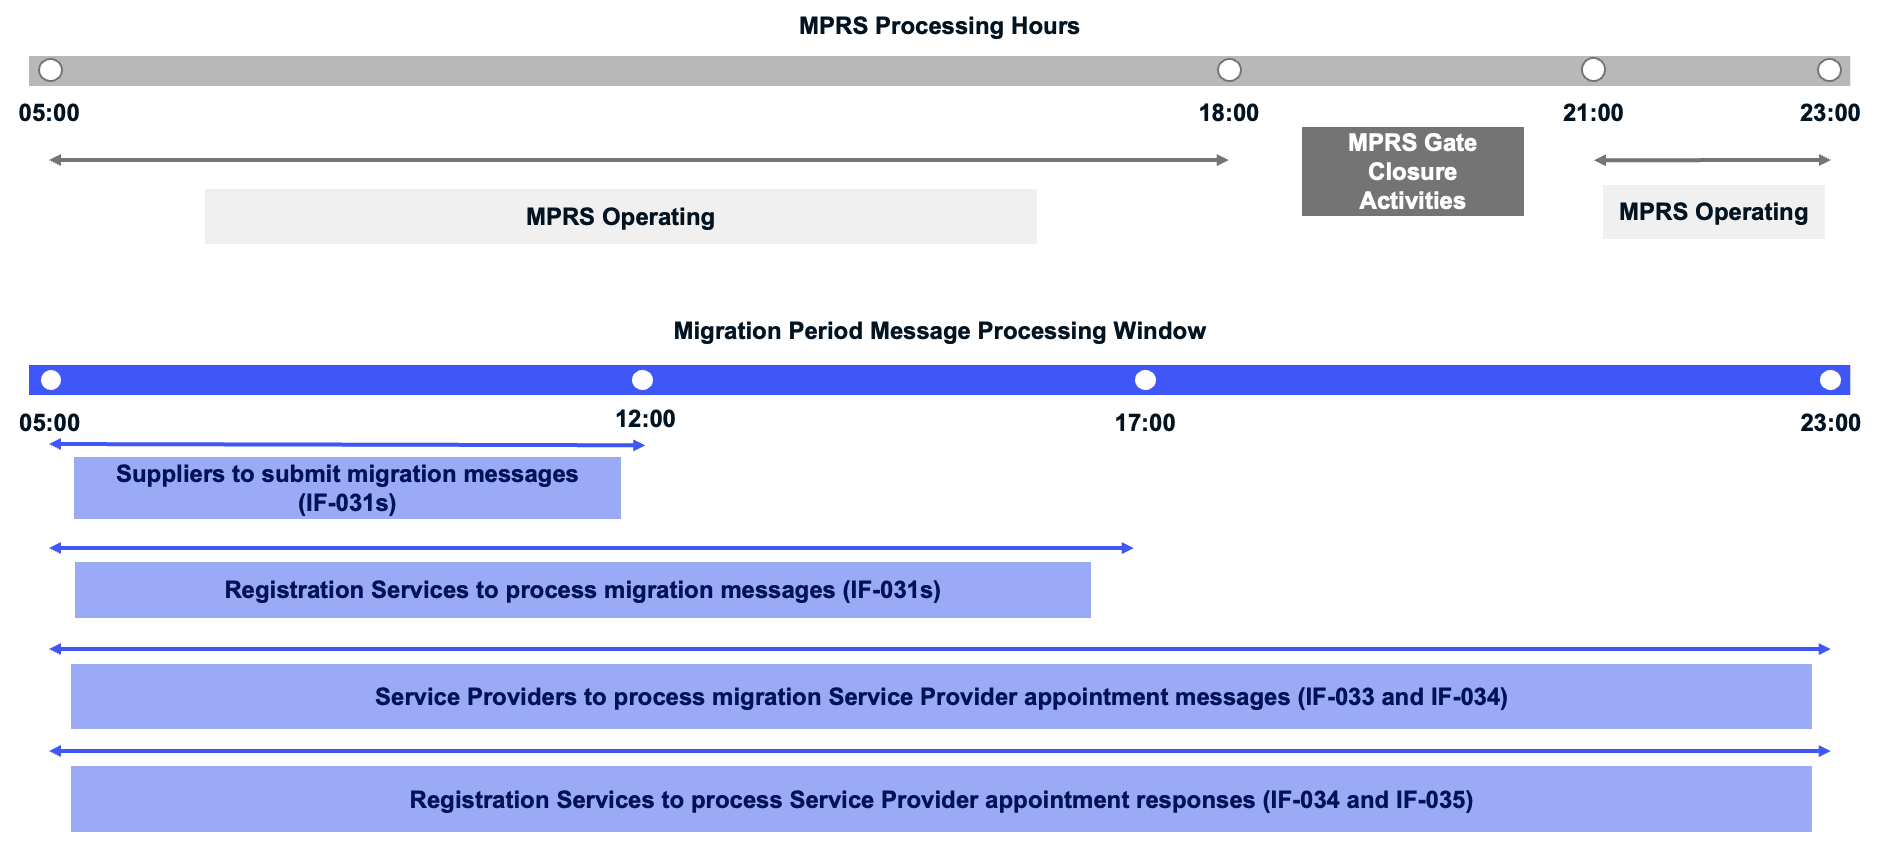 MPRS Processing Hours
05:00
18:00
21:00
23:00
MPRS Gate
Closure
Activities
MPRS Operating
MPRS Operating
Migration Period Message Processing Window
05:00
12:00
17:00
23:00
Suppliers to submit migration messages
(IF-031s)
Registration Services to process migration messages (IF-031s)
Service Providers to process migration Service Provider appointment messages (IF-033 and IF-034)
Registration Services to process Service Provider appointment responses (IF-034 and IF-035)